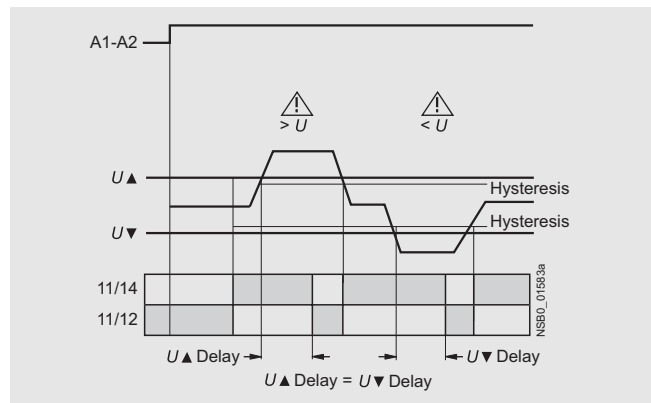 A1-A2
> U
< U
U▲
Hysteresis
Hysteresis
U▼
11/14
11/12
NSB0_01583a
U▲ Delay
U▼ Delay
U▲ Delay = U▼ Delay